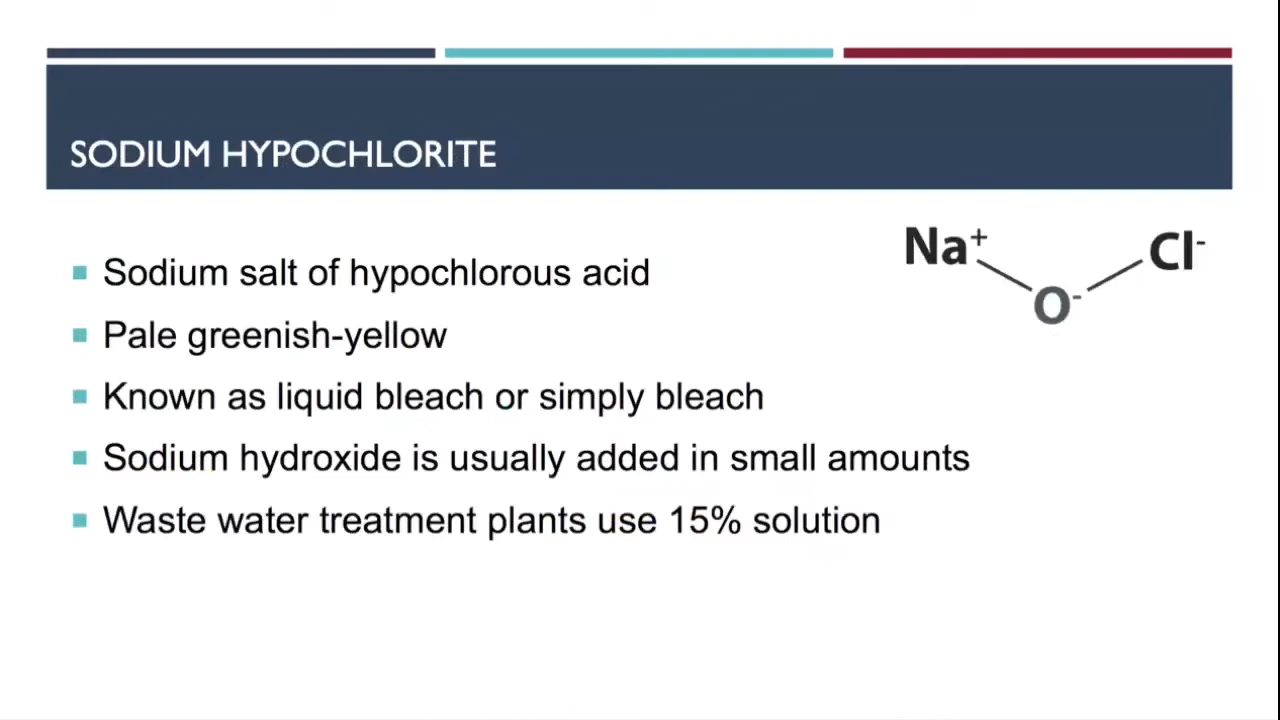 SODIUM HYPOCHLORITE
Na+ Cl-
O-
Sodium salt of hypochlorous acid
Pale greenish-yellow
Known as liquid bleach or simply bleach
Sodium hydroxide is usually added in small amounts
Waste water treatment plants use 15% solution